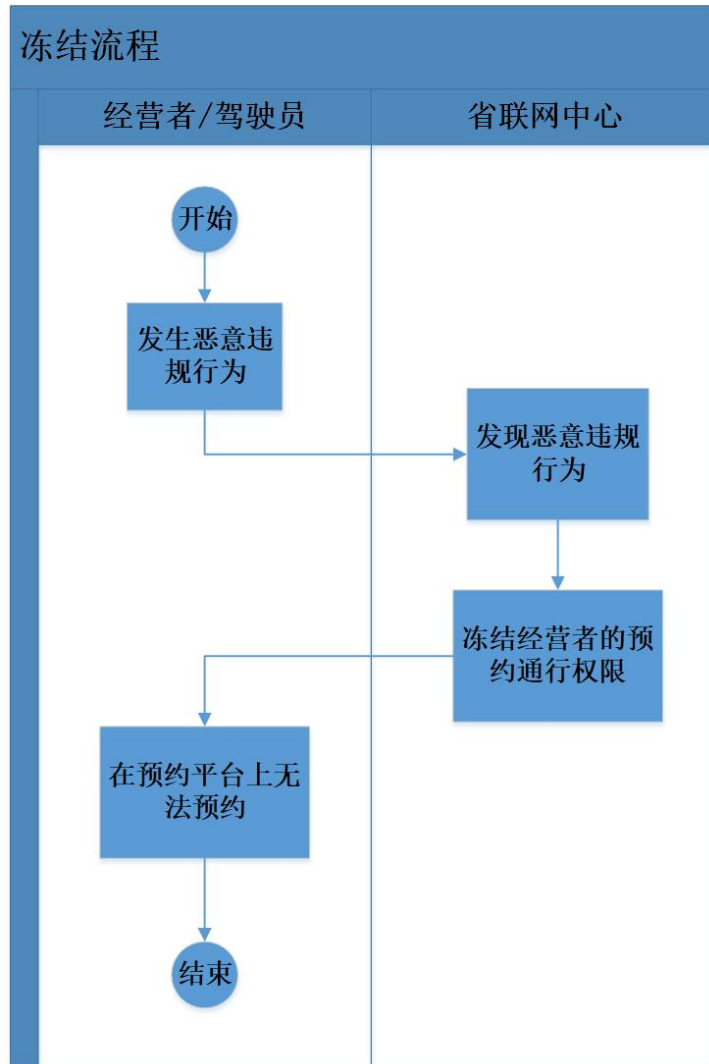 冻结流程
经营者/驾驶员
省联网中心
开始
发生恶意违
规行为
发现恶意违规
行为
冻结经营者的预
约通行权限
在预约平台上无
法预约
结束